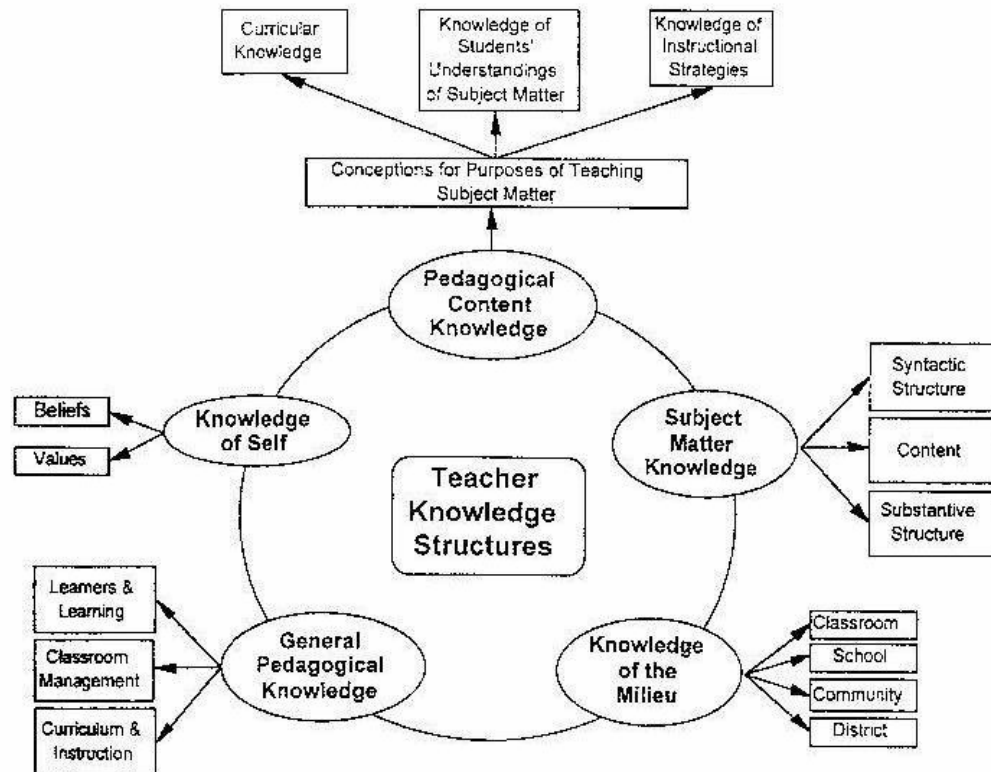 Curricular
Knowledge
Knowledge of
Students'
Understandings
of Subject Matter
Knowledge of
Instructional
Strategies
Conceptions for Purposes of Teaching
Subject Matter
Pedagogical
Content
Knowledge
Beliefs
Values
Knowledge
of Self
Subject
Matter
Knowledge
Syntactic
Structure
Content
Substantive
Structure
Teacher
Knowledge
Structures
Learners &
Learning
Classroom
Management
Curriculum &
Instruction
General
Pedagogical
Knowledge
Knowledge
of the
Milieu
Classroom
School
Community
District